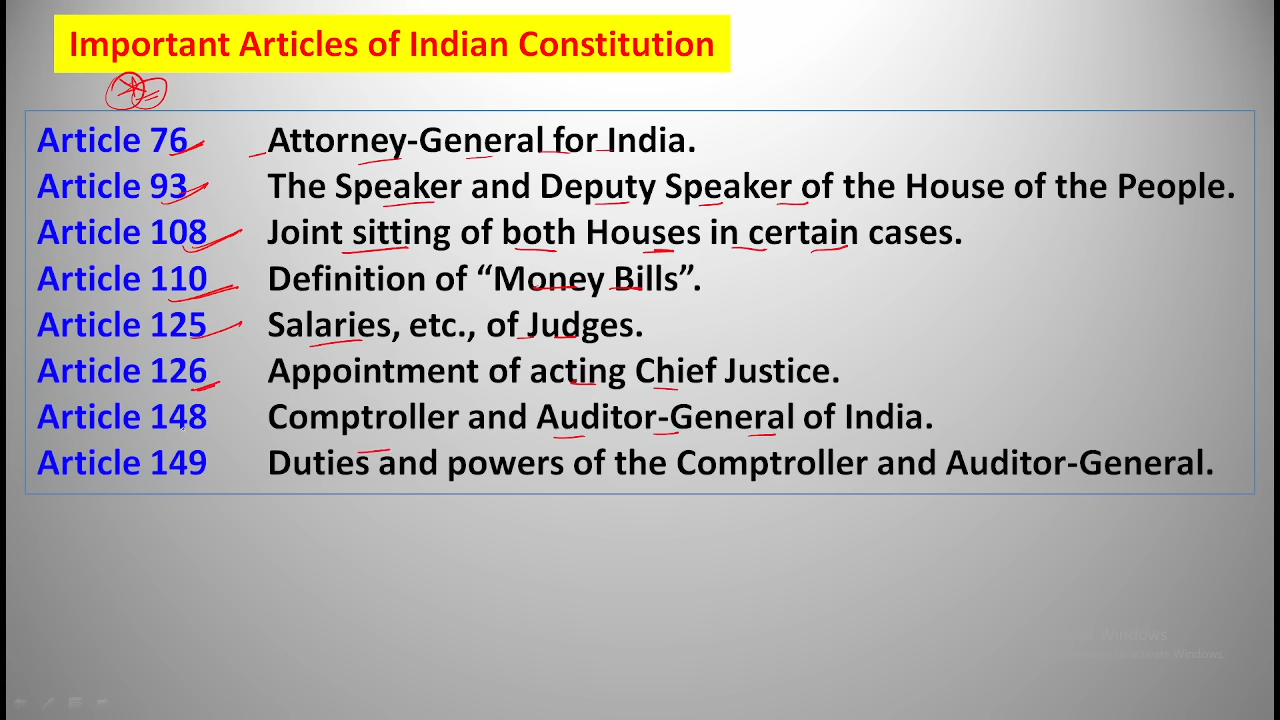 Important Articles of Indian Constitution
Article 76 Attorney-General for India.
Article 93 The Speaker and Deputy Speaker of the House of the People.
Article 108 Joint sitting of both Houses in certain cases.
Article 110 Definition of “Money Bills”.
Article 125 Salaries, etc., of Judges.
Article 126 Appointment of acting Chief Justice.
Article 148 Comptroller and Auditor-General of India.
Article 149 Duties and powers of the Comptroller and Auditor-General.
Windows
Windows.